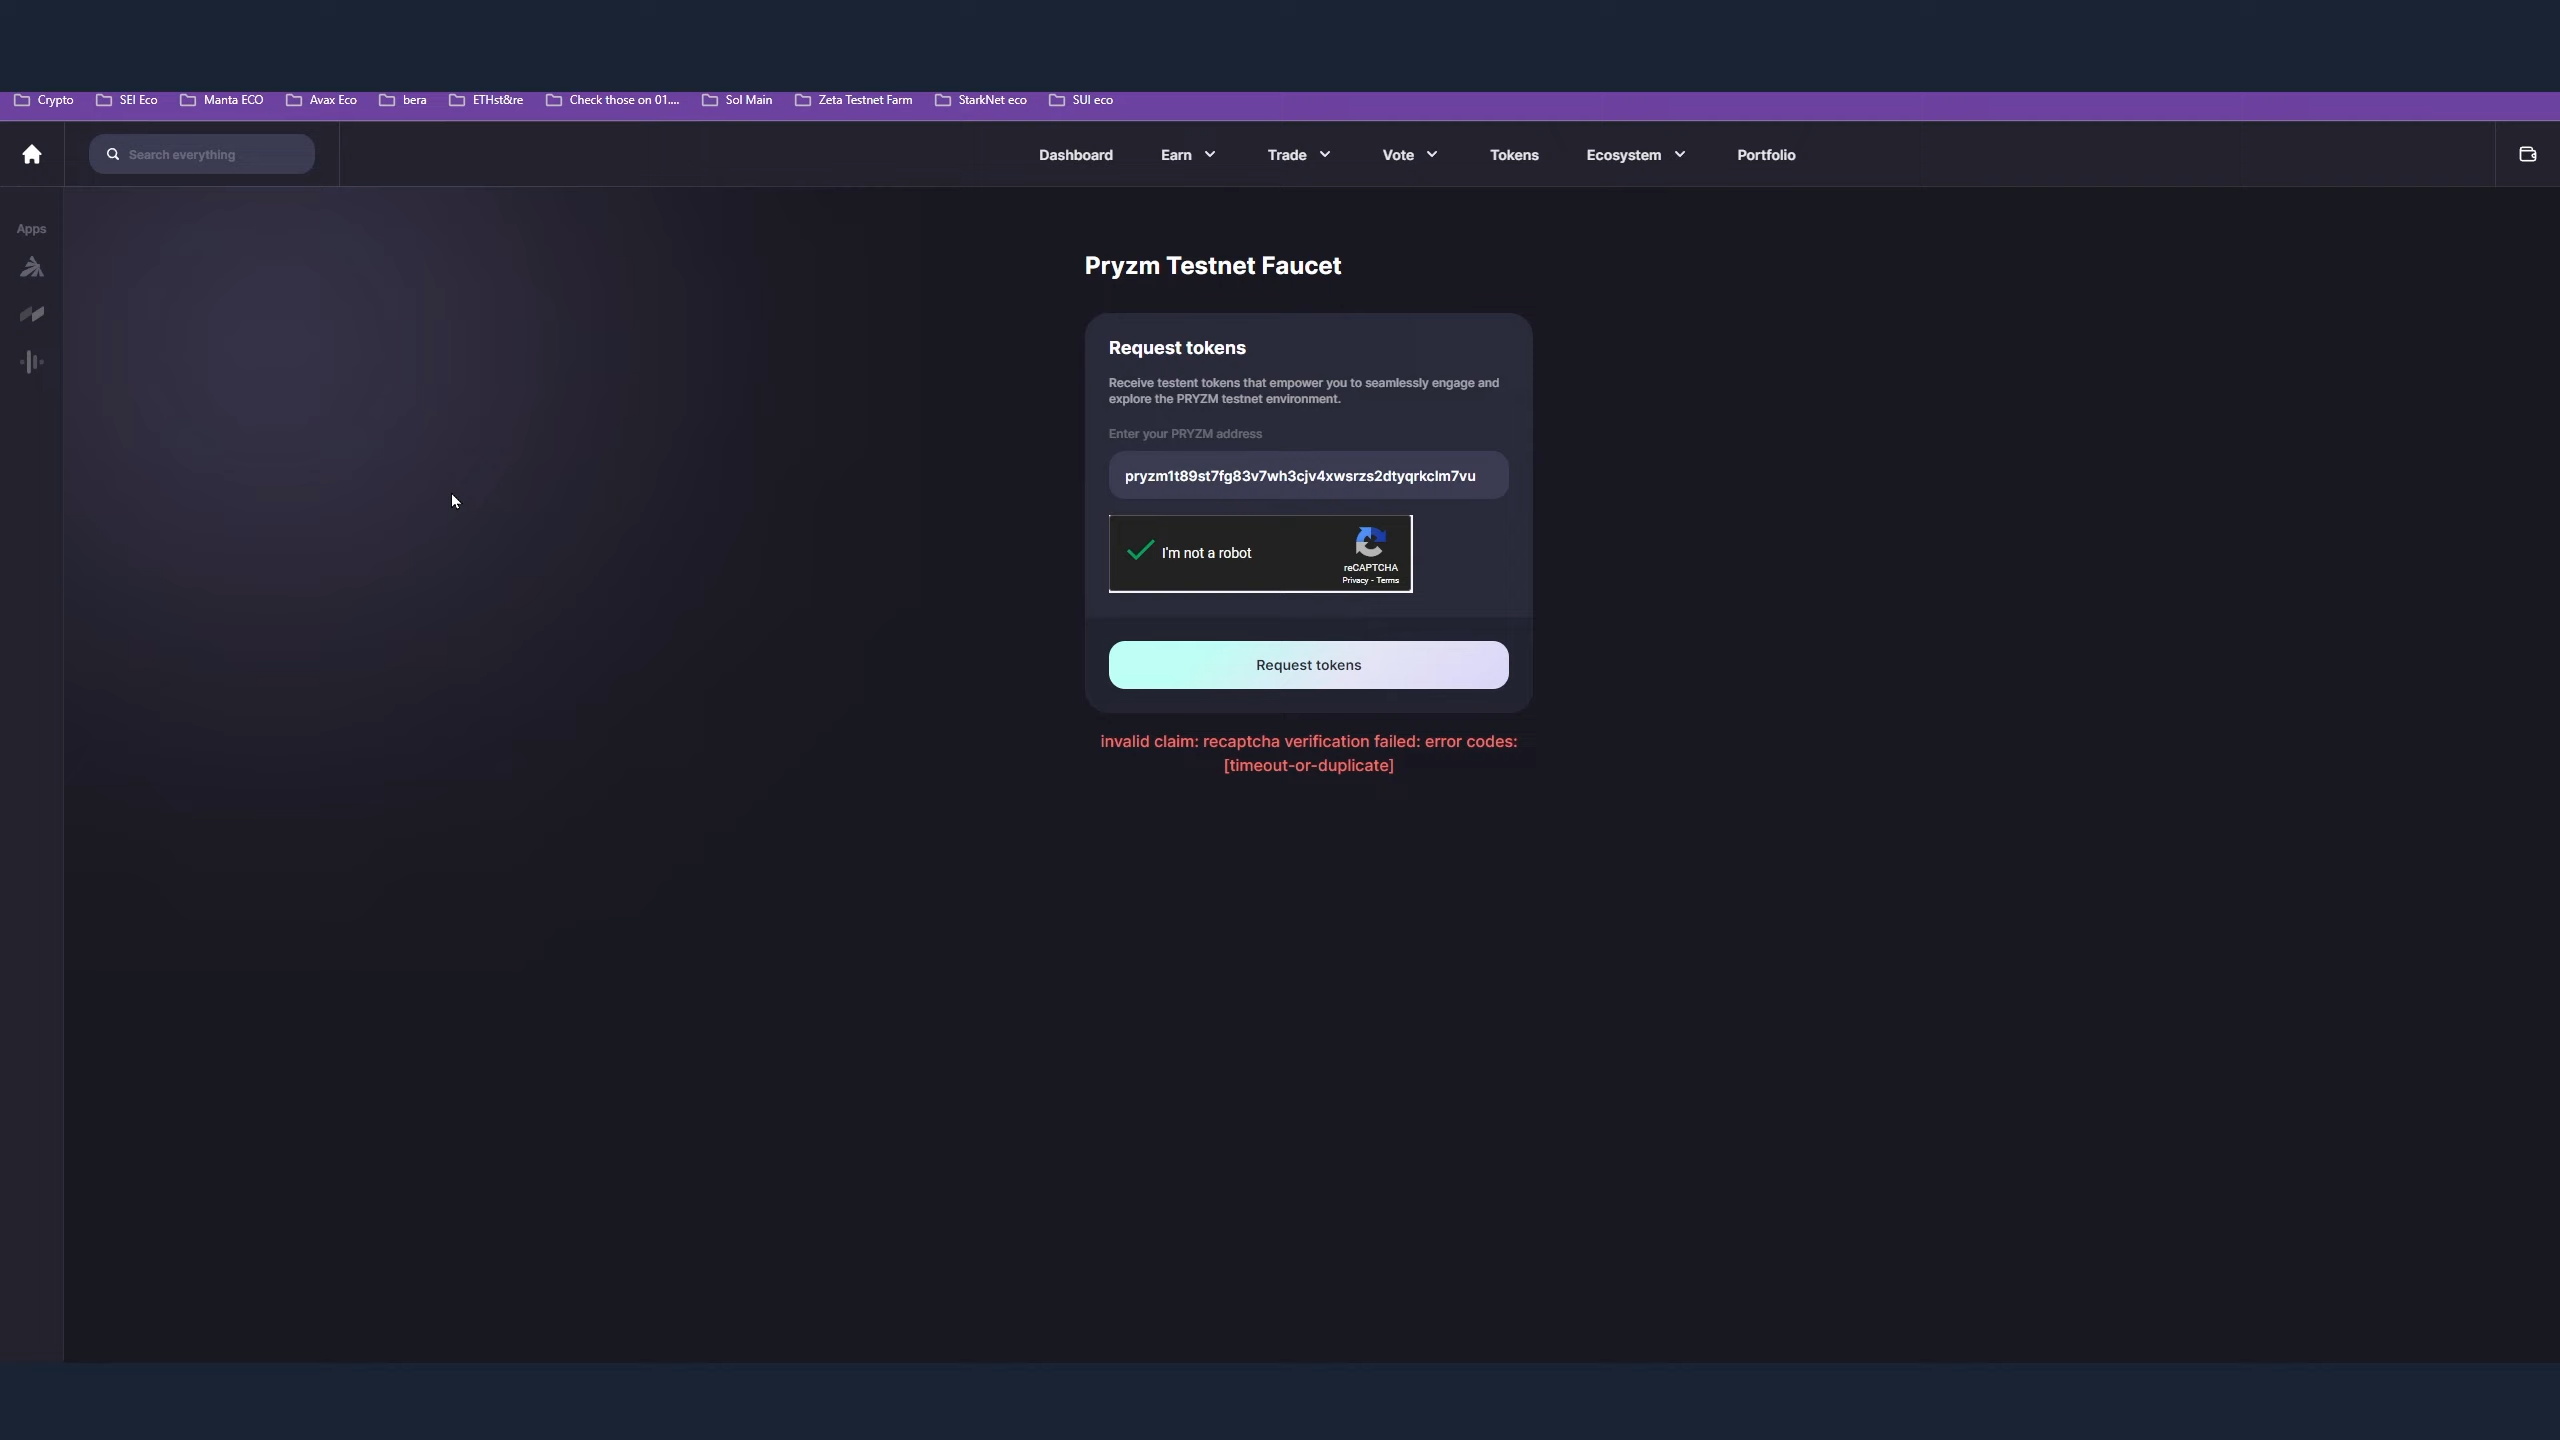 Crypto SEI Eco Manta ECO Avax Eco bera ETHst&re Check those on 01.... Sol Main Zeta Testnet Farm StarkNet eco SUI eco
Search everything Dashboard Earn Trade Vote Tokens Ecosystem Portfolio
Apps
Pryzm Testnet Faucet
Request tokens
Receive testent tokens that empower you to seamlessly engage and
explore the PRYZM testnet environment.
Enter your PRYZM address
pryzm1t89st7fg83v7wh3cjv4xwsrzs2dtyqrkclm7vu
I'm not a robot
reCAPTCHA
Privacy - Terms
Request tokens
invalid claim: recaptcha verification failed: error codes:
[timeout-or-duplicate]